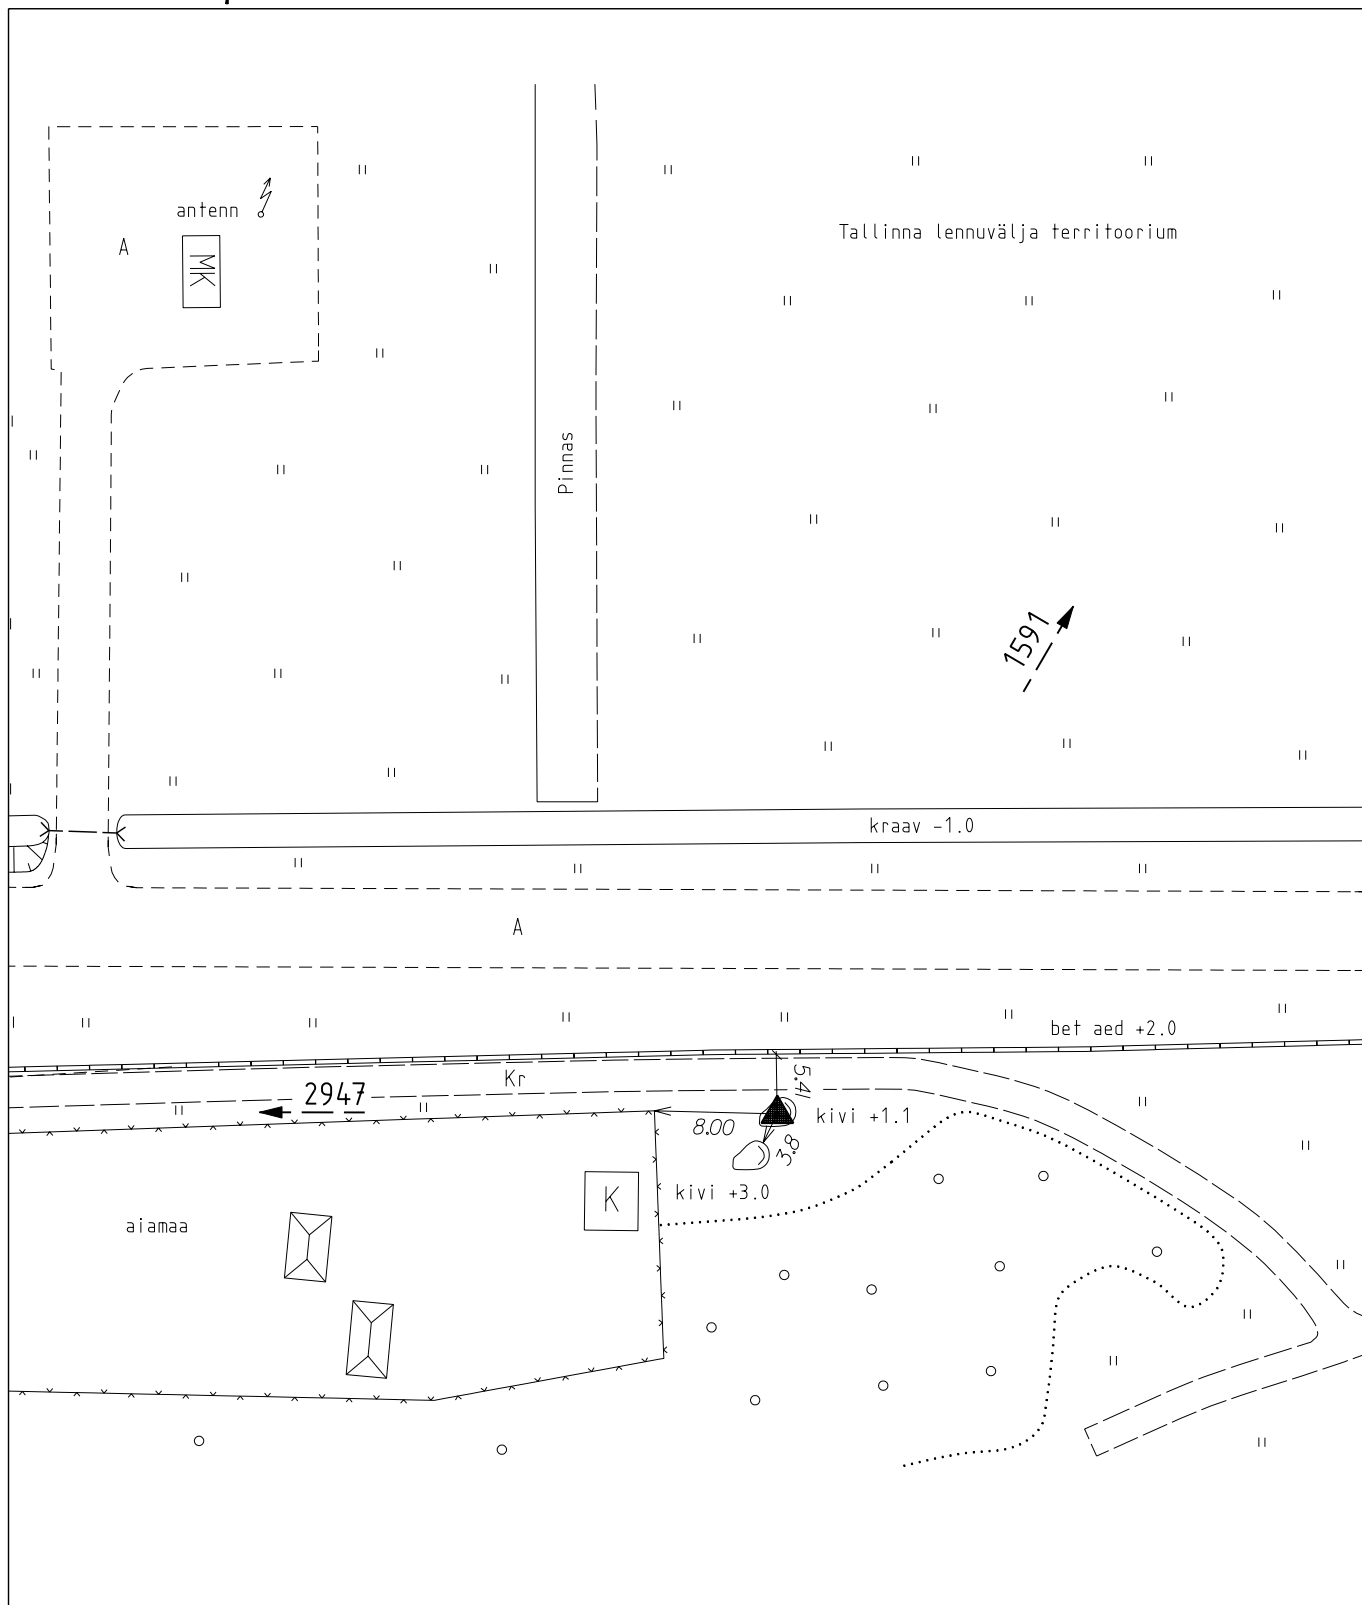 antenn
A
MK
Tallinna lennuvälja territoorium
Pinnas
1591
kraav -1.0
A
bet aed +2.0
Kr
2947
5.41
8.00
kivi +1.1
3.8
kivi +3.0
K
aiamaa